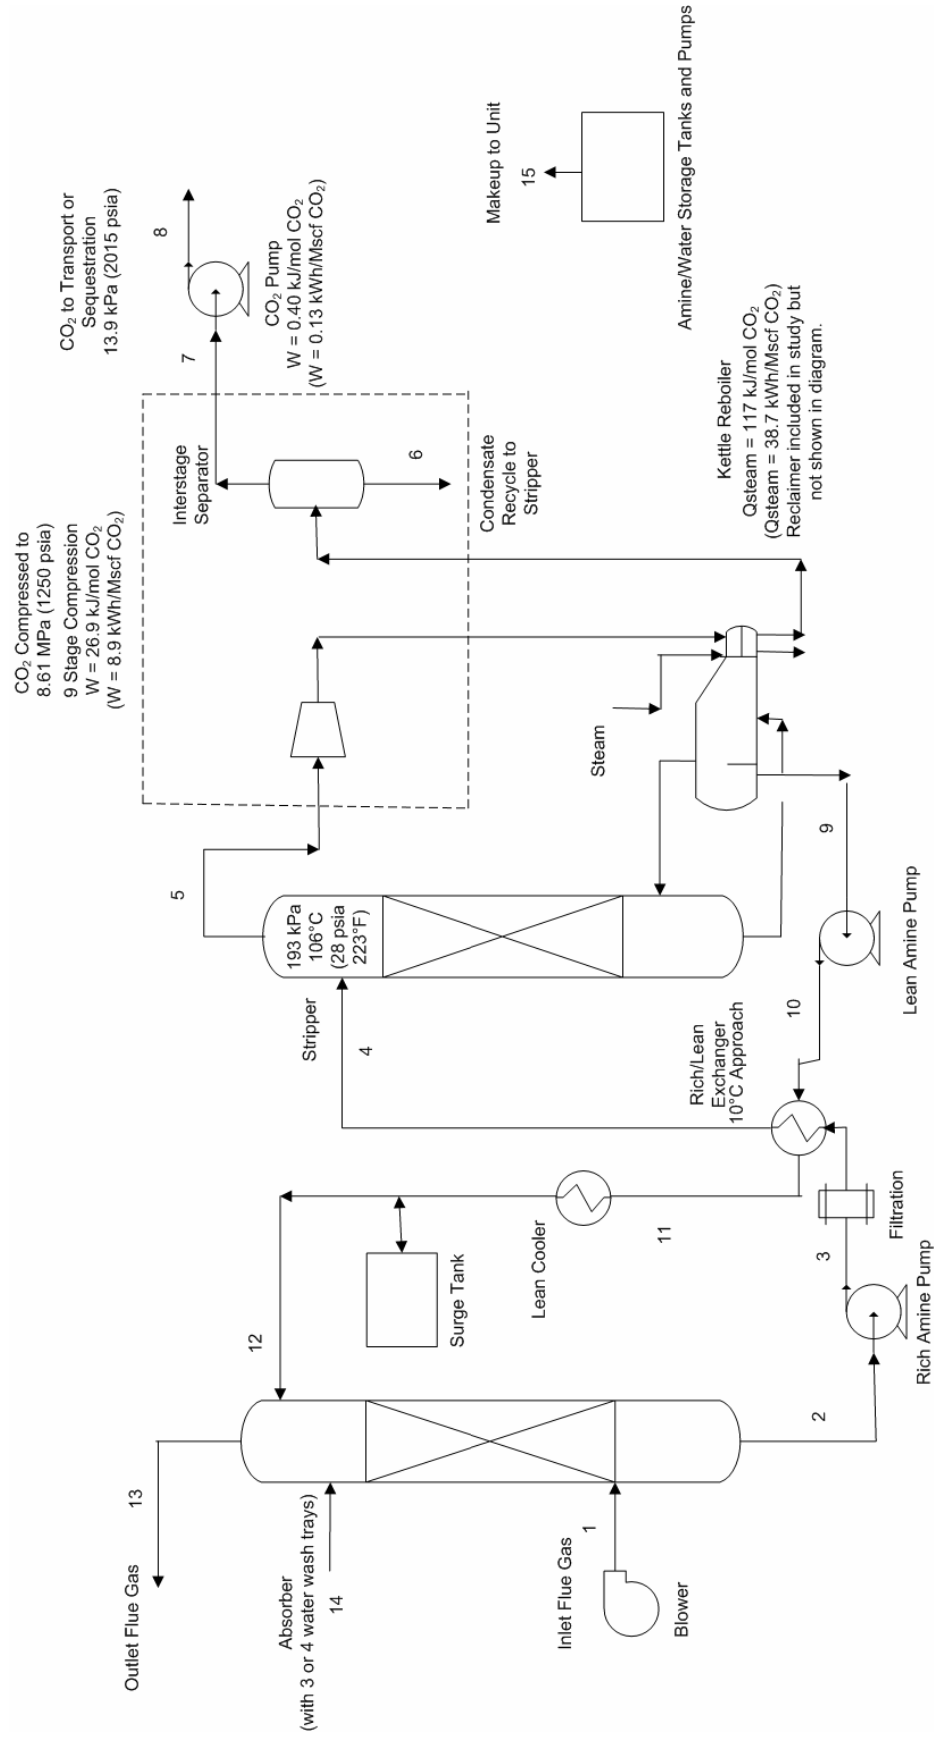 CO₂ Compressed to
8.61 MPa (1250 psia)
9 Stage Compression
W = 26.9 kJ/mol CO₂
(W = 8.9 kWh/Mscf CO₂)
CO₂ to Transport or
Sequestration
13.9 kPa (2015 psia)
8
7
CO₂ Pump
W = 0.40 kJ/mol CO₂
(W = 0.13 kWh/Mscf CO₂)
Interstage
Separator
6
Condensate
Recycle to
Stripper
Makeup to Unit
15
Amine/Water Storage Tanks and Pumps
Kettle Reboiler
Qsteam = 117 kJ/mol CO₂
(Qsteam = 38.7 kWh/Mscf CO₂)
Reclaimer included in study but
not shown in diagram.
Steam
5
193 kPa
106°C
(28 psia
223°F)
Stripper
4
9
Lean Amine Pump
10
Rich/Lean
Exchanger
10°C Approach
Filtration
3
Rich Amine Pump
11
Lean Cooler
Surge Tank
12
2
13
Outlet Flue Gas
Absorber
(with 3 or 4 water wash trays)
14
Inlet Flue Gas
1
Blower